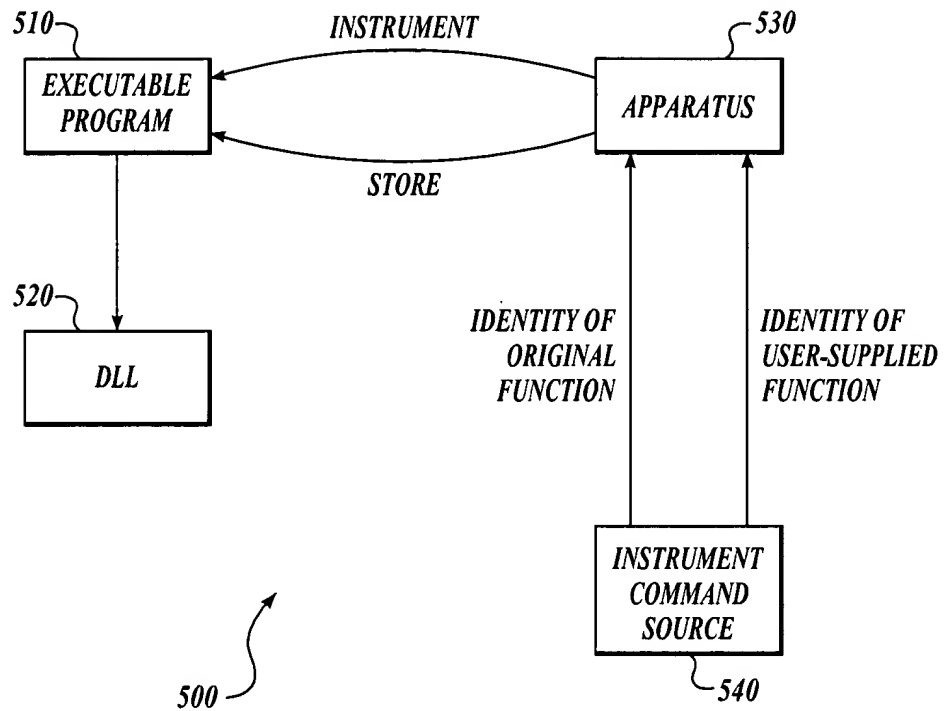 510
INSTRUMENT
530
EXECUTABLE
PROGRAM
APPARATUS
STORE
520
DLL
IDENTITY OF
ORIGINAL
FUNCTION
IDENTITY OF
USER-SUPPLIED
FUNCTION
INSTRUMENT
COMMAND
SOURCE
500
540